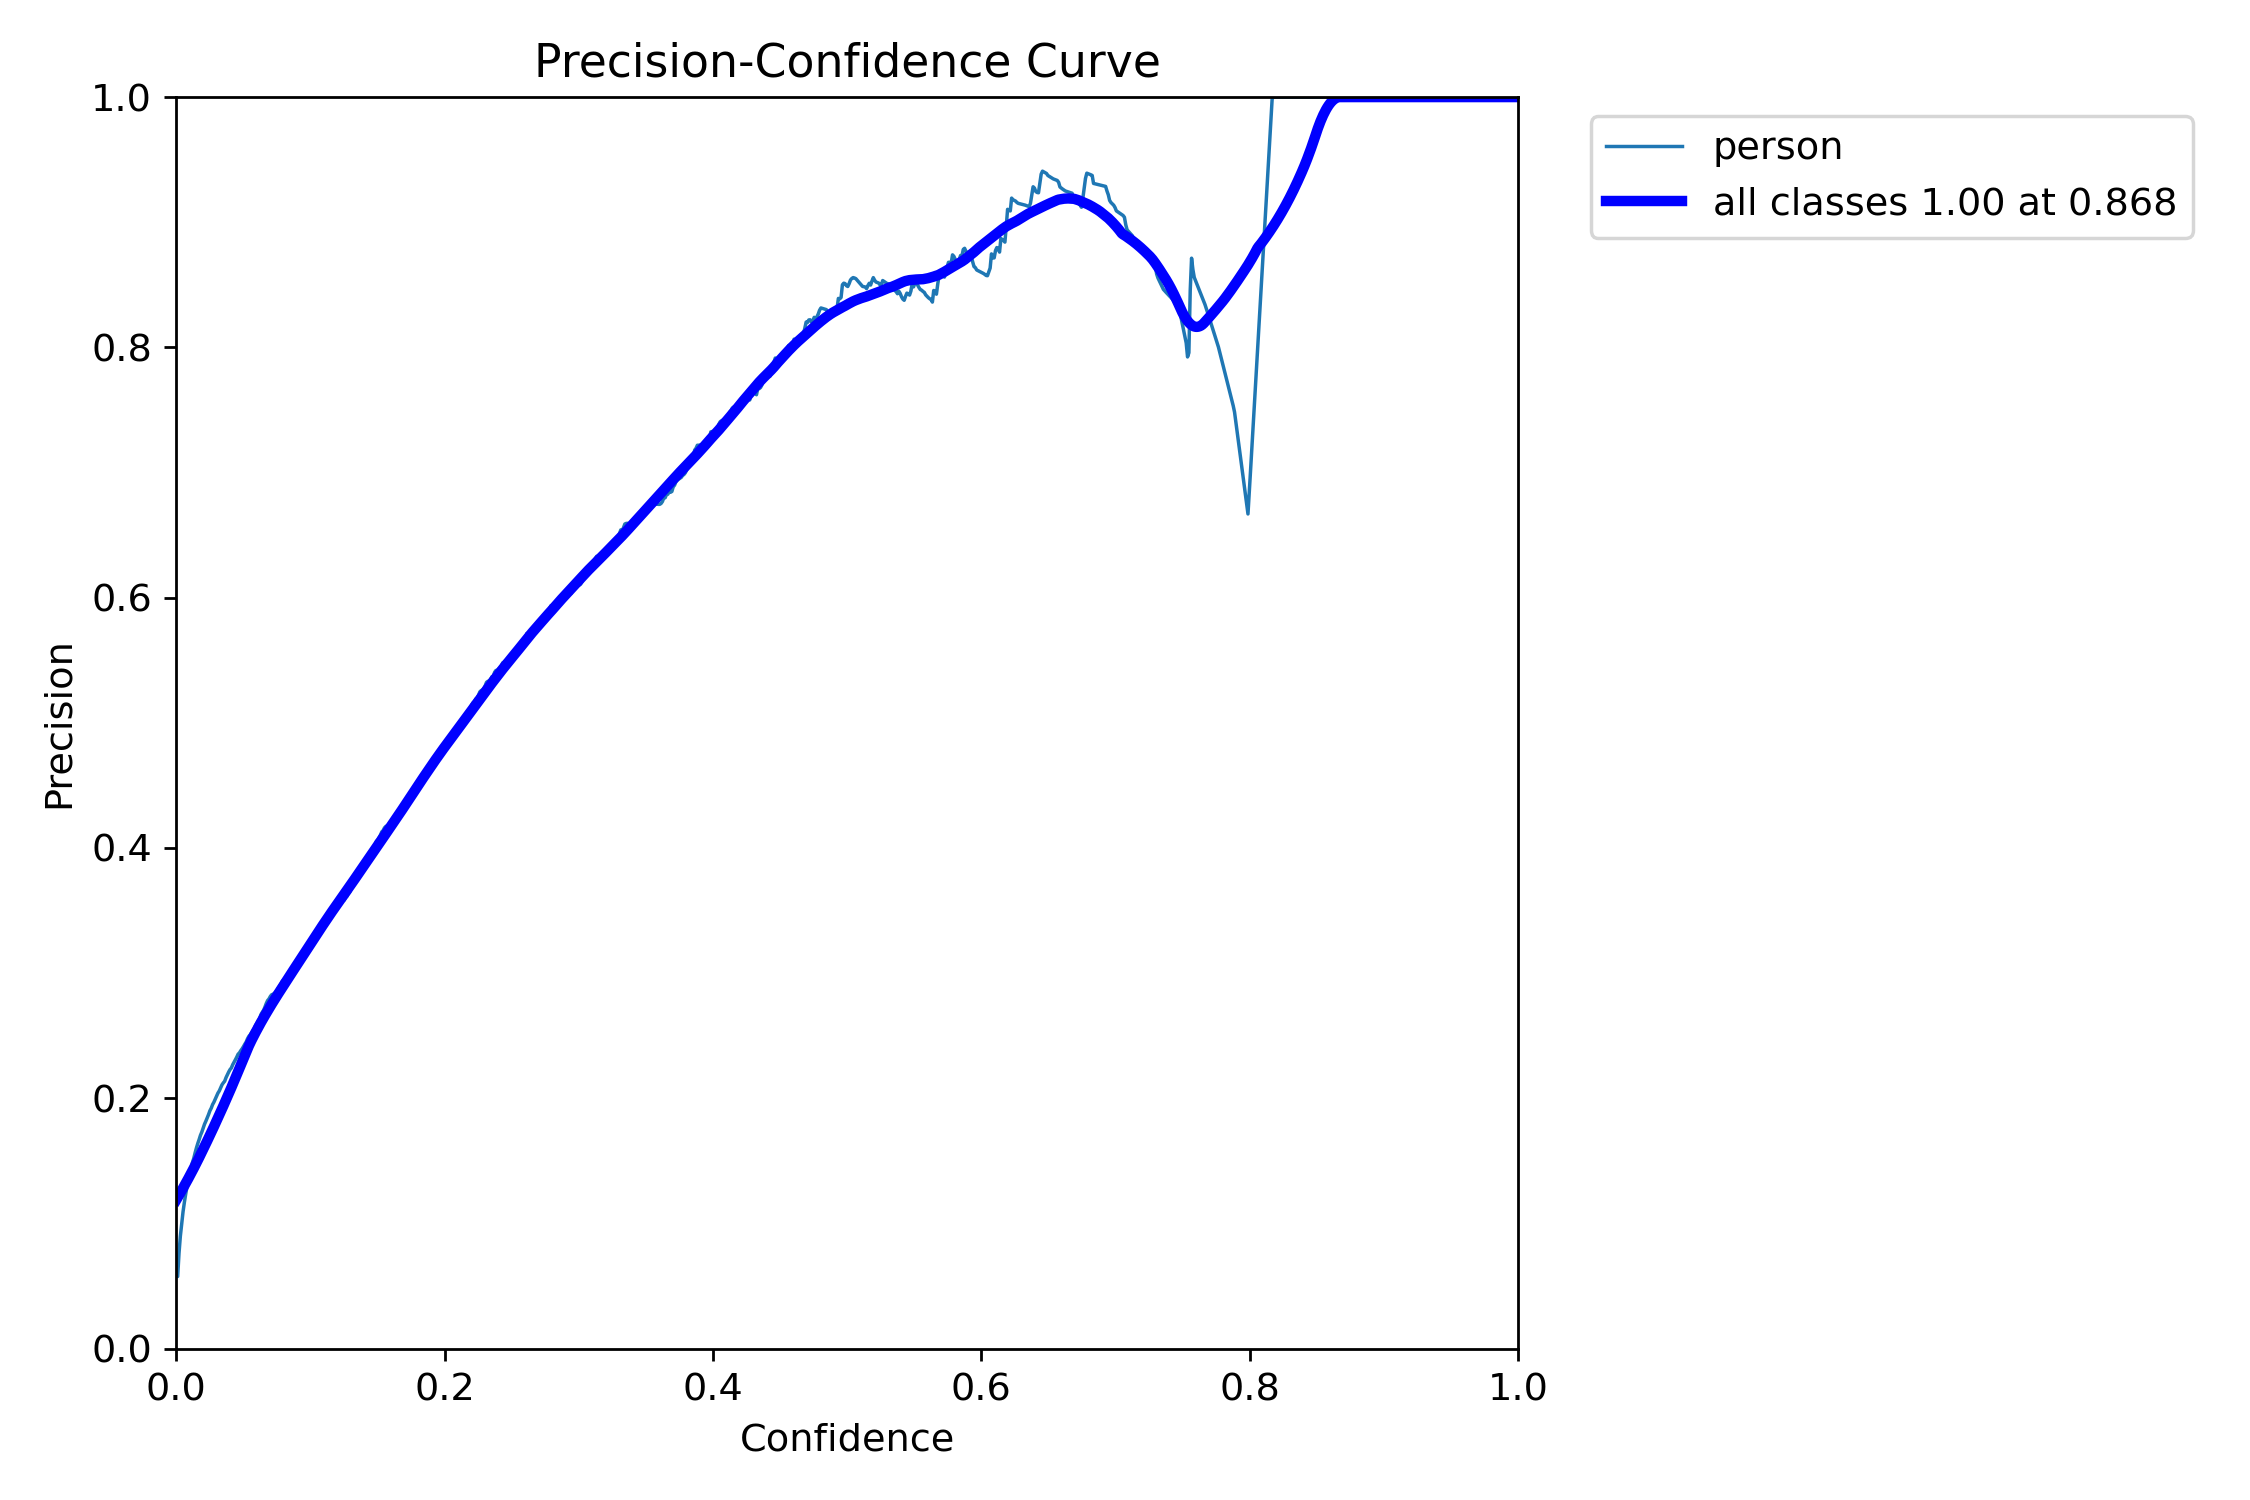 Precision-Confidence Curve
1.0
0.8
0.6
0.4
0.2
0.0
Precision
0.0 0.2 0.4 0.6 0.8 1.0
Confidence
person
all classes 1.00 at 0.868